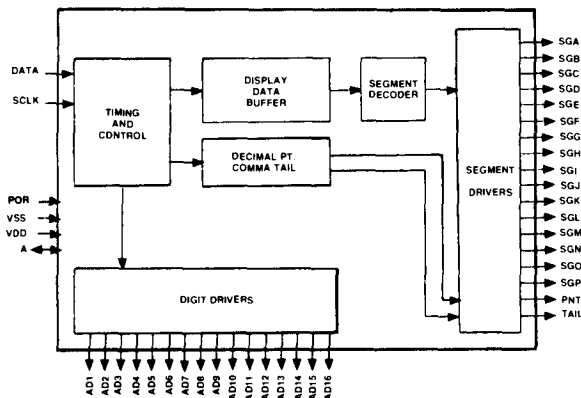 DATA
SCLK
POR
VSS
VDD
A
TIMING
AND
CONTROL
DISPLAY
DATA
BUFFER
SEGMENT
DECODER
DECIMAL PT.
COMMA TAIL
SEGMENT
DRIVERS
DIGIT DRIVERS
SGA
SGB
SGC
SGD
SGE
SGF
SGG
SGH
SGI
SGJ
SGK
SGL
SGM
SGN
SGO
SGP
PNT
TAIL
AD1
AD2
AD3
AD4
AD5
AD6
AD7
AD8
AD9
AD10
AD11
AD12
AD13
AD14
AD15
AD16